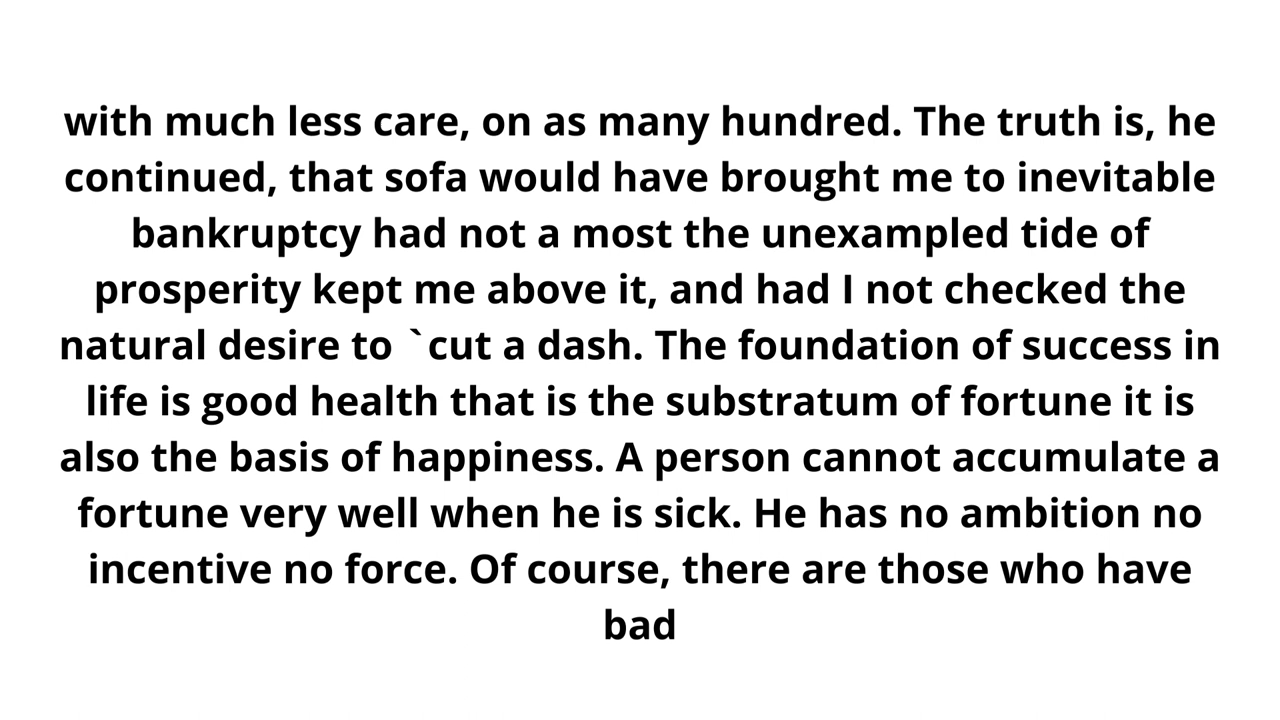 with much less care, on as many hundred. The truth is, he
continued, that sofa would have brought me to inevitable
bankruptcy had not a most the unexampled tide of
prosperity kept me above it, and had I not checked the
natural desire to `cut a dash. The foundation of success in
life is good health that is the substratum of fortune it is
also the basis of happiness. A person cannot accumulate a
fortune very well when he is sick. He has no ambition no
incentive no force. Of course, there are those who have
bad